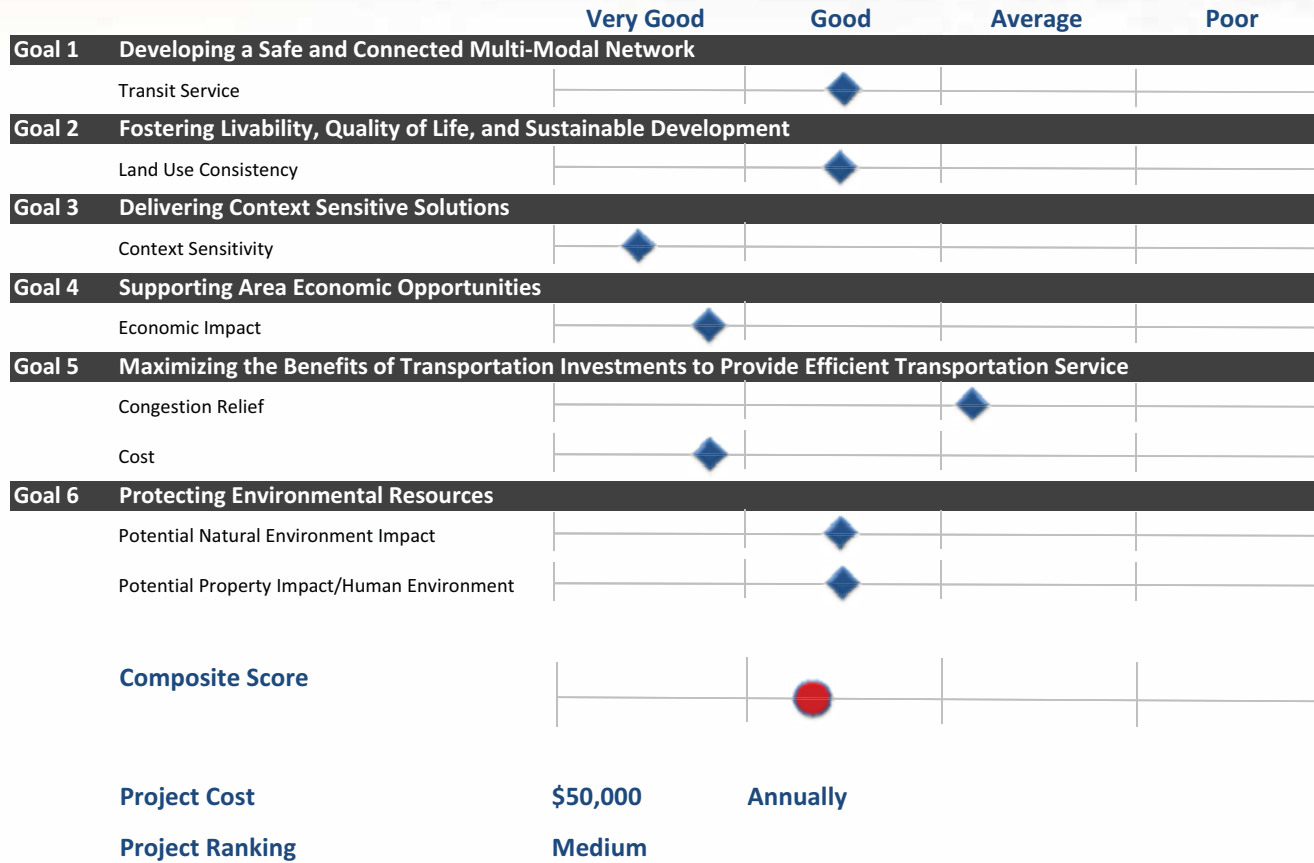 Very Good Good Average Poor
Goal 1 Developing a Safe and Connected Multi-Modal Network
Transit Service
Goal 2 Fostering Livability, Quality of Life, and Sustainable Development
Land Use Consistency
Goal 3 Delivering Context Sensitive Solutions
Context Sensitivity
Goal 4 Supporting Area Economic Opportunities
Economic Impact
Goal 5 Maximizing the Benefits of Transportation Investments to Provide Efficient Transportation Service
Congestion Relief
Cost
Goal 6 Protecting Environmental Resources
Potential Natural Environment Impact
Potential Property Impact/Human Environment
Composite Score
Project Cost $50,000 Annually
Project Ranking Medium